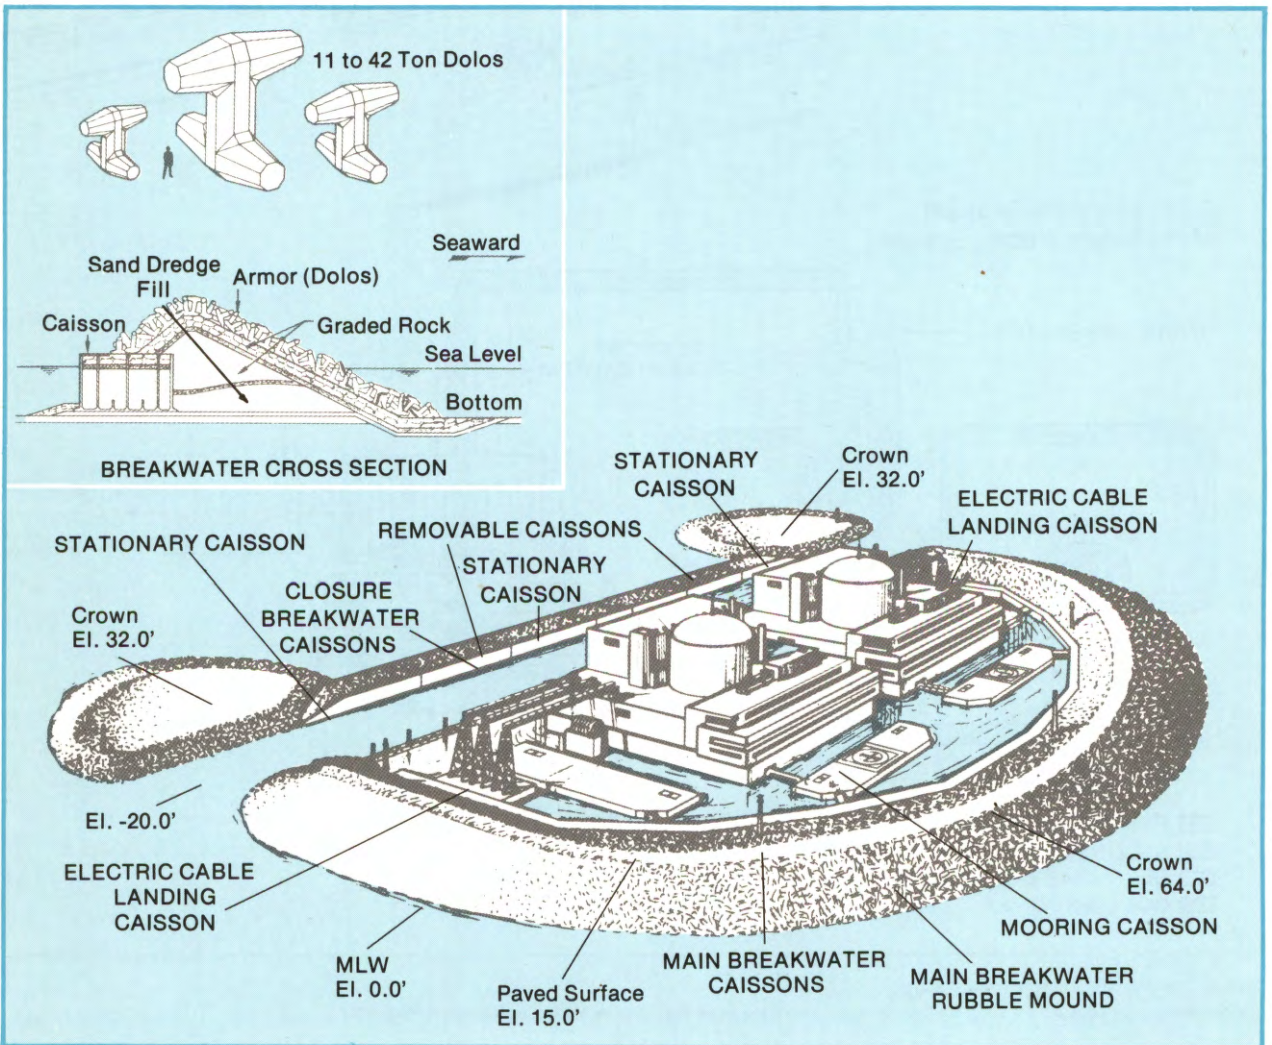 11 to 42 Ton Dolos
Seaward
Sand Dredge
Fill
Armor (Dolos)
Caisson
Graded Rock
Sea Level
Bottom
BREAKWATER CROSS SECTION
STATIONARY
CAISSON
Crown
El. 32.0'
ELECTRIC CABLE
LANDING CAISSON
REMOVABLE CAISSONS
STATIONARY CAISSON
STATIONARY
CAISSON
CLOSURE
BREAKWATER
CAISSONS
Crown
El. 32.0'
El. -20.0'
ELECTRIC CABLE
LANDING
CAISSON
MLW
El. 0.0'
Paved Surface
El. 15.0'
MAIN BREAKWATER
CAISSONS
MAIN BREAKWATER
RUBBLE MOUND
MOORING CAISSON
Crown
El. 64.0'